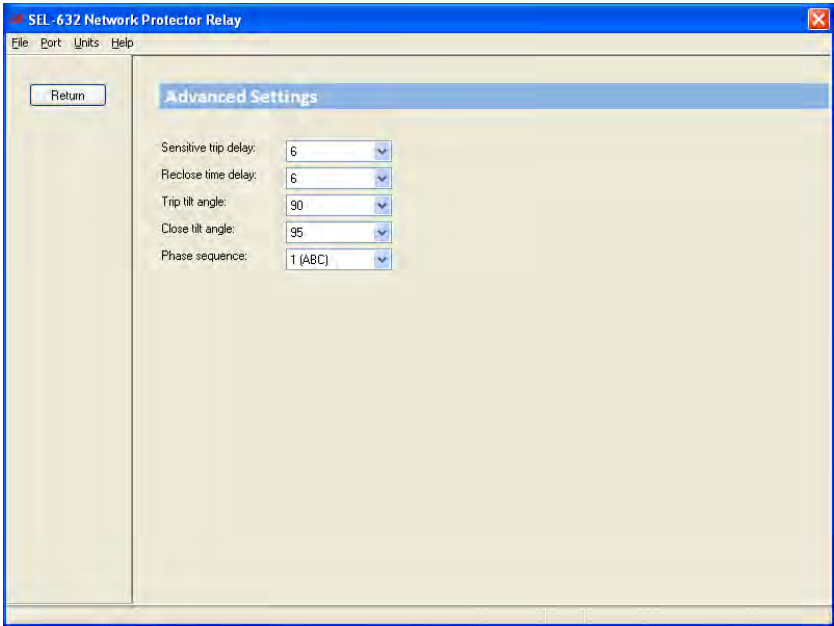 SEL-632 Network Protector Relay
File Port Units Help
Return
Advanced Settings
Sensitive trip delay: 6
Reclose time delay: 6
Trip tilt angle: 90
Close tilt angle: 95
Phase sequence: 1 (ABC)